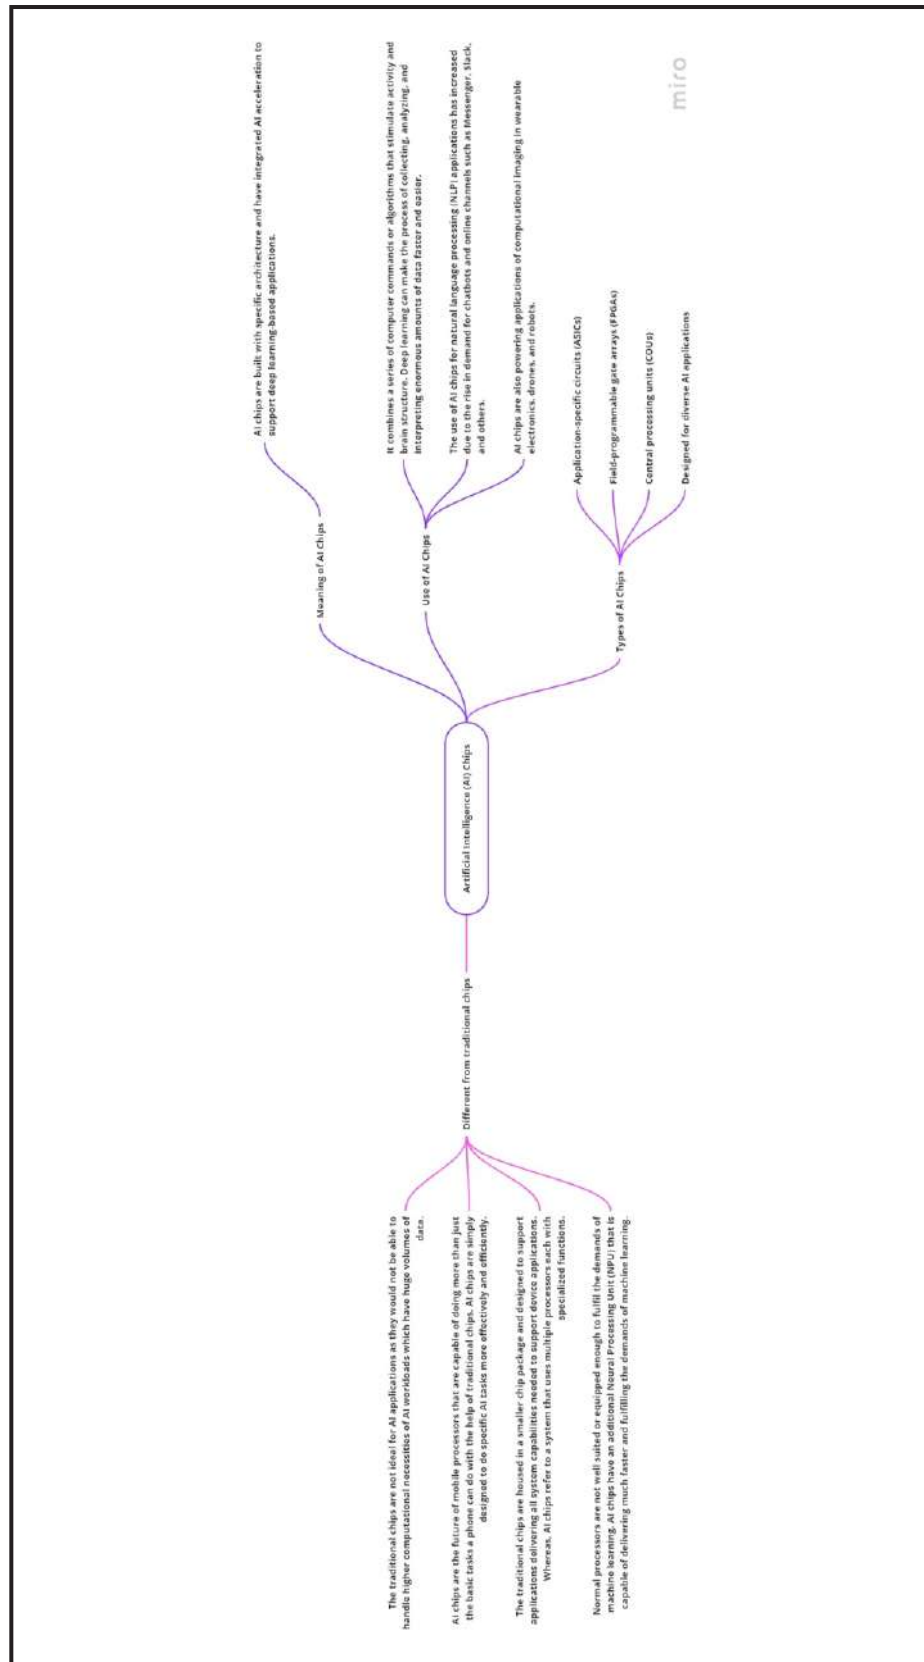 Artificial Intelligence (AI) Chips
Meaning of AI Chips
AI chips are built with specific architecture and have integrated AI acceleration to
support deep learning-based applications.
Use of AI Chips
It combines a series of computer commands or algorithms that stimulate activity and
brain structure. Deep learning can make the process of collecting, analyzing, and
interpreting enormous amounts of data faster and easier.
The use of AI chips for natural language processing (NLP) applications has increased
due to the rise in demand for chatbots and online channels such as Messenger, Slack,
and others.
AI chips are also powering applications of computational imaging in wearable
electronics, drones, and robots.
Types of AI Chips
Application-specific circuits (ASICs)
Field-programmable gate arrays (FPGAs)
Central processing units (COUs)
Designed for diverse AI applications
Different from traditional chips
The traditional chips are not ideal for AI applications as they would not be able to
handle higher computational necessities of AI workloads which have huge volumes of
data.
AI chips are the future of mobile processors that are capable of doing more than just
the basic tasks a phone can do with the help of traditional chips. AI chips are simply
designed to do specific AI tasks more effectively and efficiently.
The traditional chips are housed in a smaller chip package and designed to support
applications delivering all system capabilities needed to support device applications.
Whereas, AI chips refer to a system that uses multiple processors each with
specialized functions.
Normal processors are not well suited or equipped enough to fulfil the demands of
machine learning. AI chips have an additional Neural Processing Unit (NPU) that is
capable of delivering much faster and fulfilling the demands of machine learning.
miro